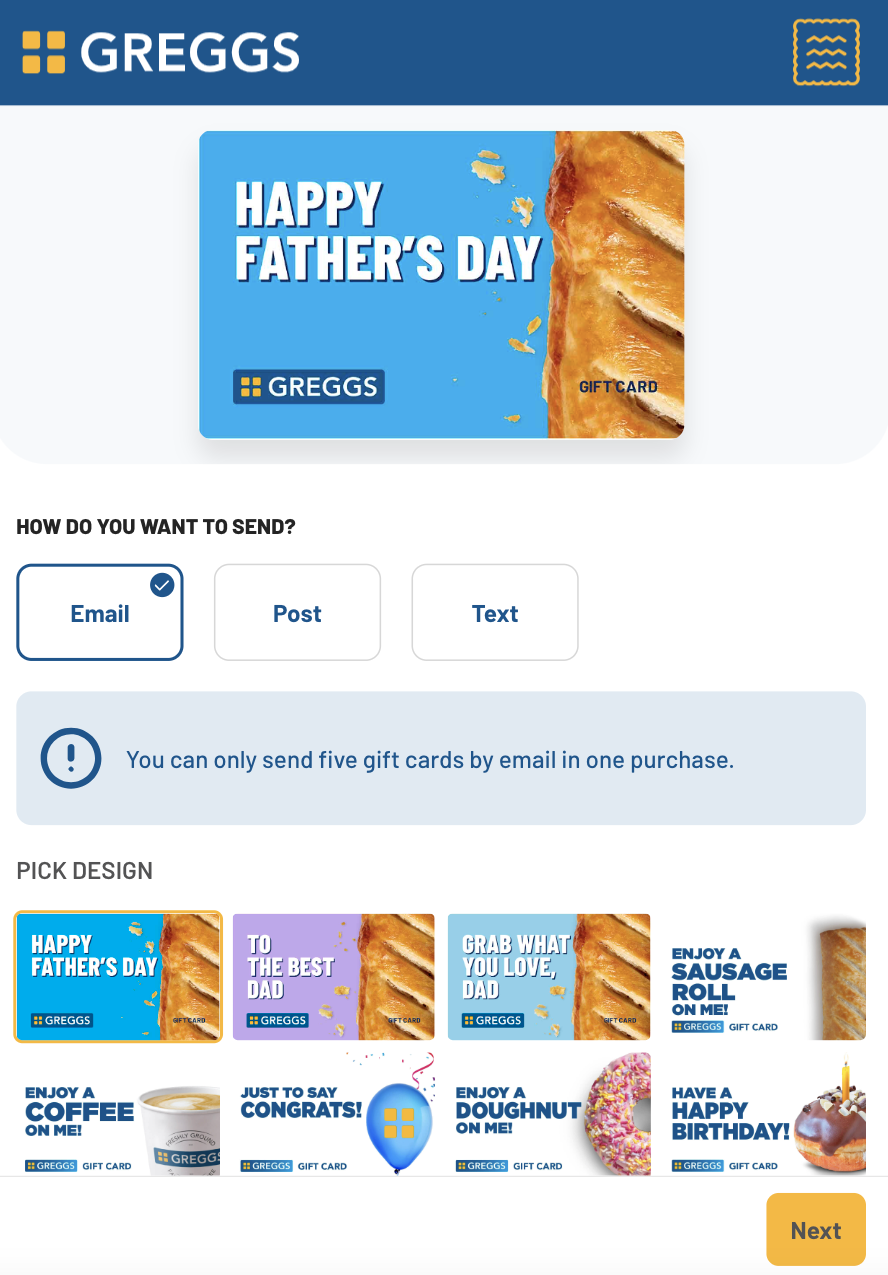 GREGGS
HAPPY
FATHER'S DAY
GREGGS
GIFT CARD
HOW DO YOU WANT TO SEND?
Email
Post
Text
You can only send five gift cards by email in one purchase.
PICK DESIGN
HAPPY
FATHER'S DAY
GREGGS
GIFT CARD
TO
THE BEST
DAD
GREGGS
GIFT CARD
GRAB WHAT
YOU LOVE,
DAD
GREGGS
GIFT CARD
ENJOY A
SAUSAGE
ROLL
ON ME!
GREGGS GIFT CARD
ENJOY A
COFFEE
ON ME!
FRESHLY GROUND
GREGGS
GREGGS GIFT CARD
JUST TO SAY
CONGRATS!
GREGGS GIFT CARD
ENJOY A
DOUGHNUT
ON ME!
GREGGS GIFT CARD
HAVE A
HAPPY
BIRTHDAY!
GREGGS GIFT CARD
Next